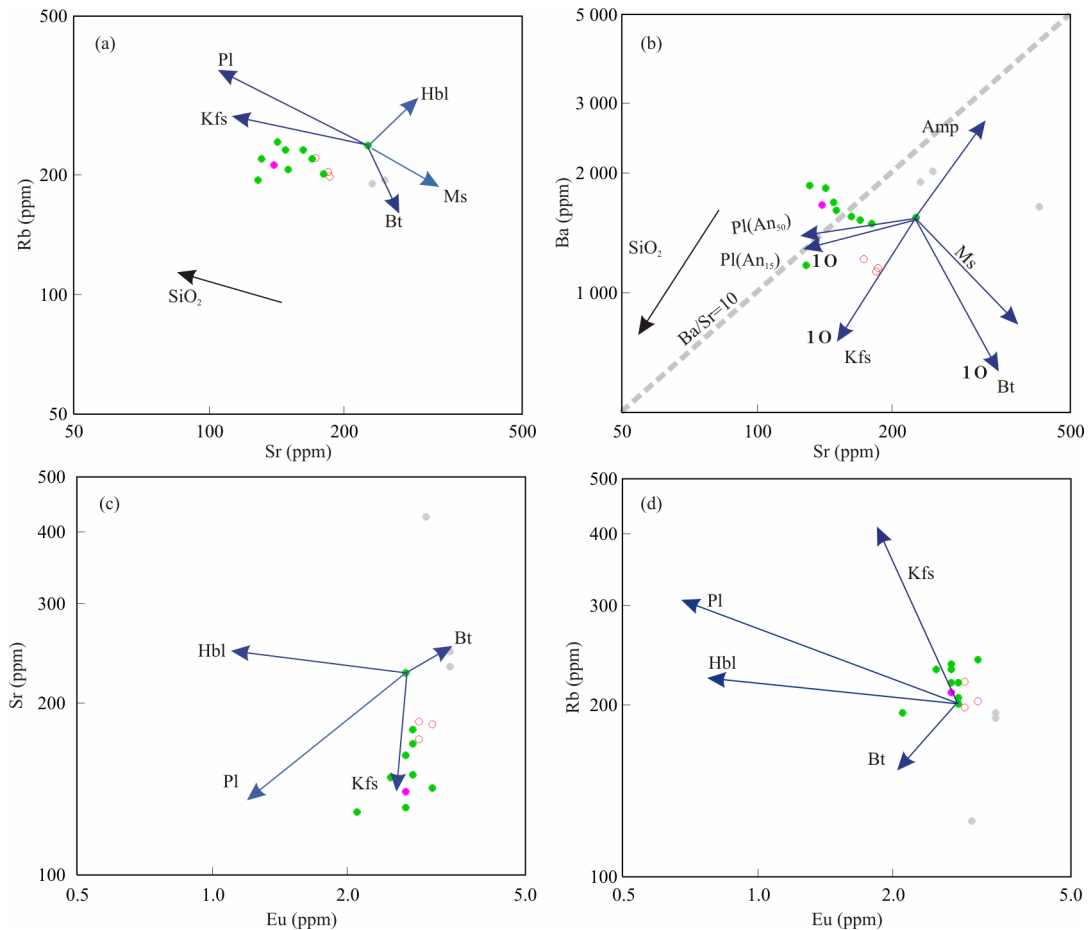 (a)
500
200
100
50
Rb (ppm)
Pl
Kfs
Hbl
Ms
Bt
SiO₂
50
100
200
500
Sr (ppm)
(b)
5 000
3 000
2 000
1 000
Ba (ppm)
Amp
Pl(An₅₀)
Pl(An₁₅)
10
SiO₂
Ms
Ba/Sr=10
10
Kfs
10
Bt
50
100
200
500
Sr (ppm)
(c)
500
400
300
200
100
Sr (ppm)
Hbl
Bt
Pl
Kfs
0.5
1.0
2.0
5.0
Eu (ppm)
(d)
500
400
300
200
100
Rb (ppm)
Kfs
Pl
Hbl
Bt
0.5
1.0
2.0
5.0
Eu (ppm)